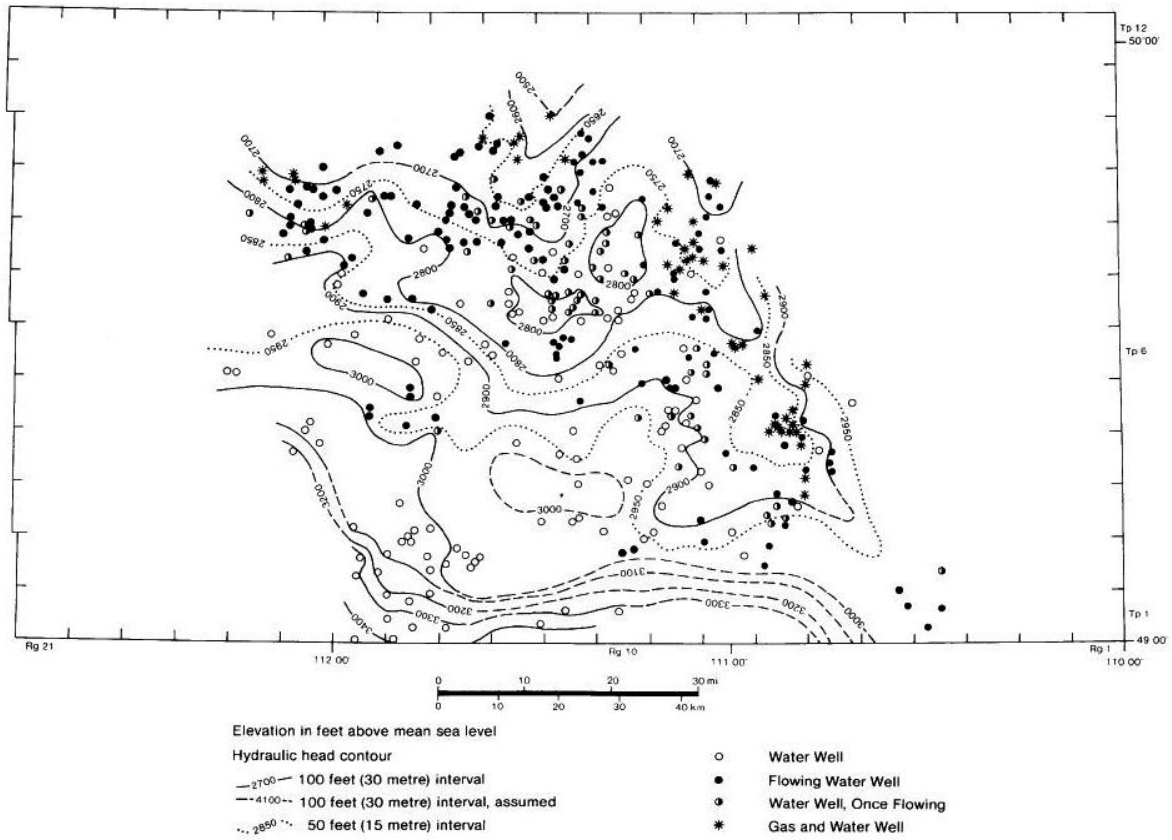 Tp 12
50°00'
2500
2600
2650
2700
2700
2700
2750
2750
2800
2850
2700
2800
2800
2900
2900
2850
2800
2800
2950
2850
Tp 6
3000
2900
2850
2950
3000
3200
3000
2950
2900
3100
3200
3200
3300
3300
3000
3400
Tp 1
49°00'
Rg 21
Rg 10
Rg 1
112°00'
111°00'
110°00'
0 10 20 30 mi
0 10 20 30 40 km
Elevation in feet above mean sea level
Hydraulic head contour
2700 100 feet (30 metre) interval
4100 100 feet (30 metre) interval, assumed
2850 50 feet (15 metre) interval
Water Well
Flowing Water Well
Water Well, Once Flowing
Gas and Water Well